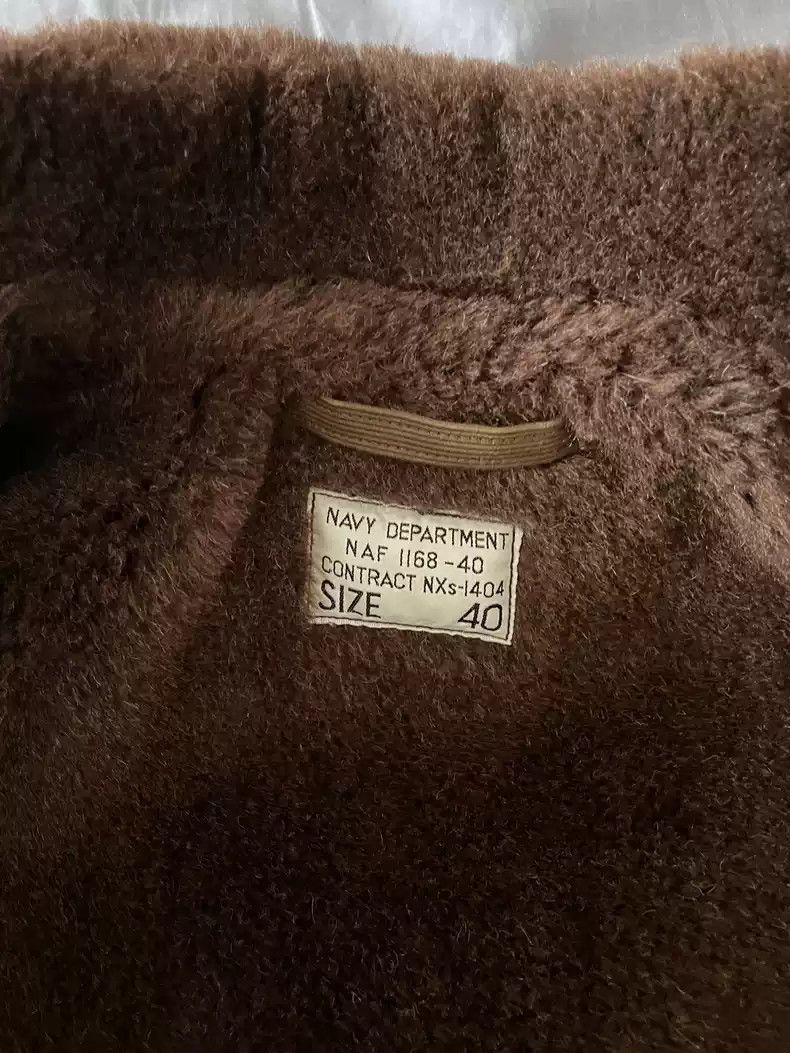 NAVY DEPARTMENT
NAF 1168-40
CONTRACT NXs-1404
SIZE 40